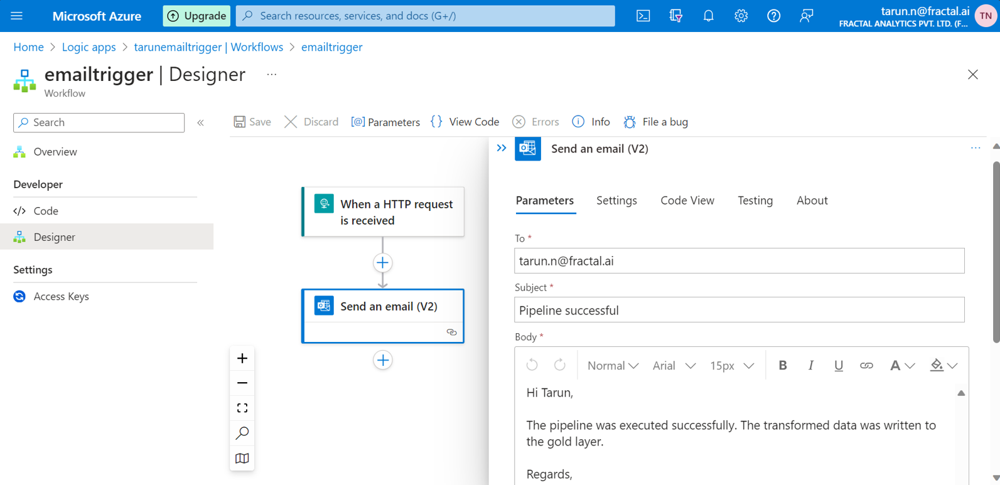 Microsoft Azure
Upgrade
Search resources, services, and docs (G+/)
tarun.n@fractal.ai
FRACTAL ANALYTICS PVT. LTD. (F...
TN
Home > Logic apps > tarunemailtrigger | Workflows > emailtrigger
emailtrigger | Designer ...
Workflow
Search
Overview
Developer
Code
Designer
Settings
Access Keys
Save
Discard
Parameters
View Code
Errors
Info
File a bug
When a HTTP request
is received
Send an email (V2)
Send an email (V2)
Parameters
Settings
Code View
Testing
About
To *
tarun.n@fractal.ai
Subject *
Pipeline successful
Body *
Normal
Arial
15px
B
I
U
A
Hi Tarun,
The pipeline was executed successfully. The transformed data was written to
the gold layer.
Regards,